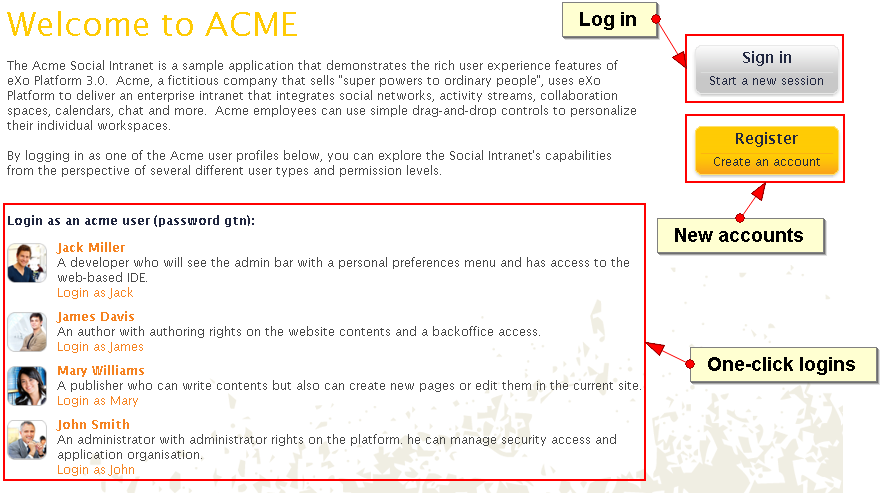 Welcome to ACME
The Acme Social Intranet is a sample application that demonstrates the rich user experience features of
eXo Platform 3.0.  Acme, a fictitious company that sells "super powers to ordinary people", uses eXo
Platform to deliver an enterprise intranet that integrates social networks, activity streams, collaboration
spaces, calendars, chat and more.  Acme employees can use simple drag-and-drop controls to personalize
their individual workspaces.
By logging in as one of the Acme user profiles below, you can explore the Social Intranet's capabilities
from the perspective of several different user types and permission levels.
Log in
Sign in
Start a new session
Register
Create an account
New accounts
Login as an acme user (password gtn):
Jack Miller
A developer who will see the admin bar with a personal preferences menu and has access to the
web-based IDE.
Login as Jack
James Davis
An author with authoring rights on the website contents and a backoffice access.
Login as James
One-click logins
Mary Williams
A publisher who can write contents but also can create new pages or edit them in the current site.
Login as Mary
John Smith
An administrator with administrator rights on the platform. he can manage security access and
application organisation.
Login as John